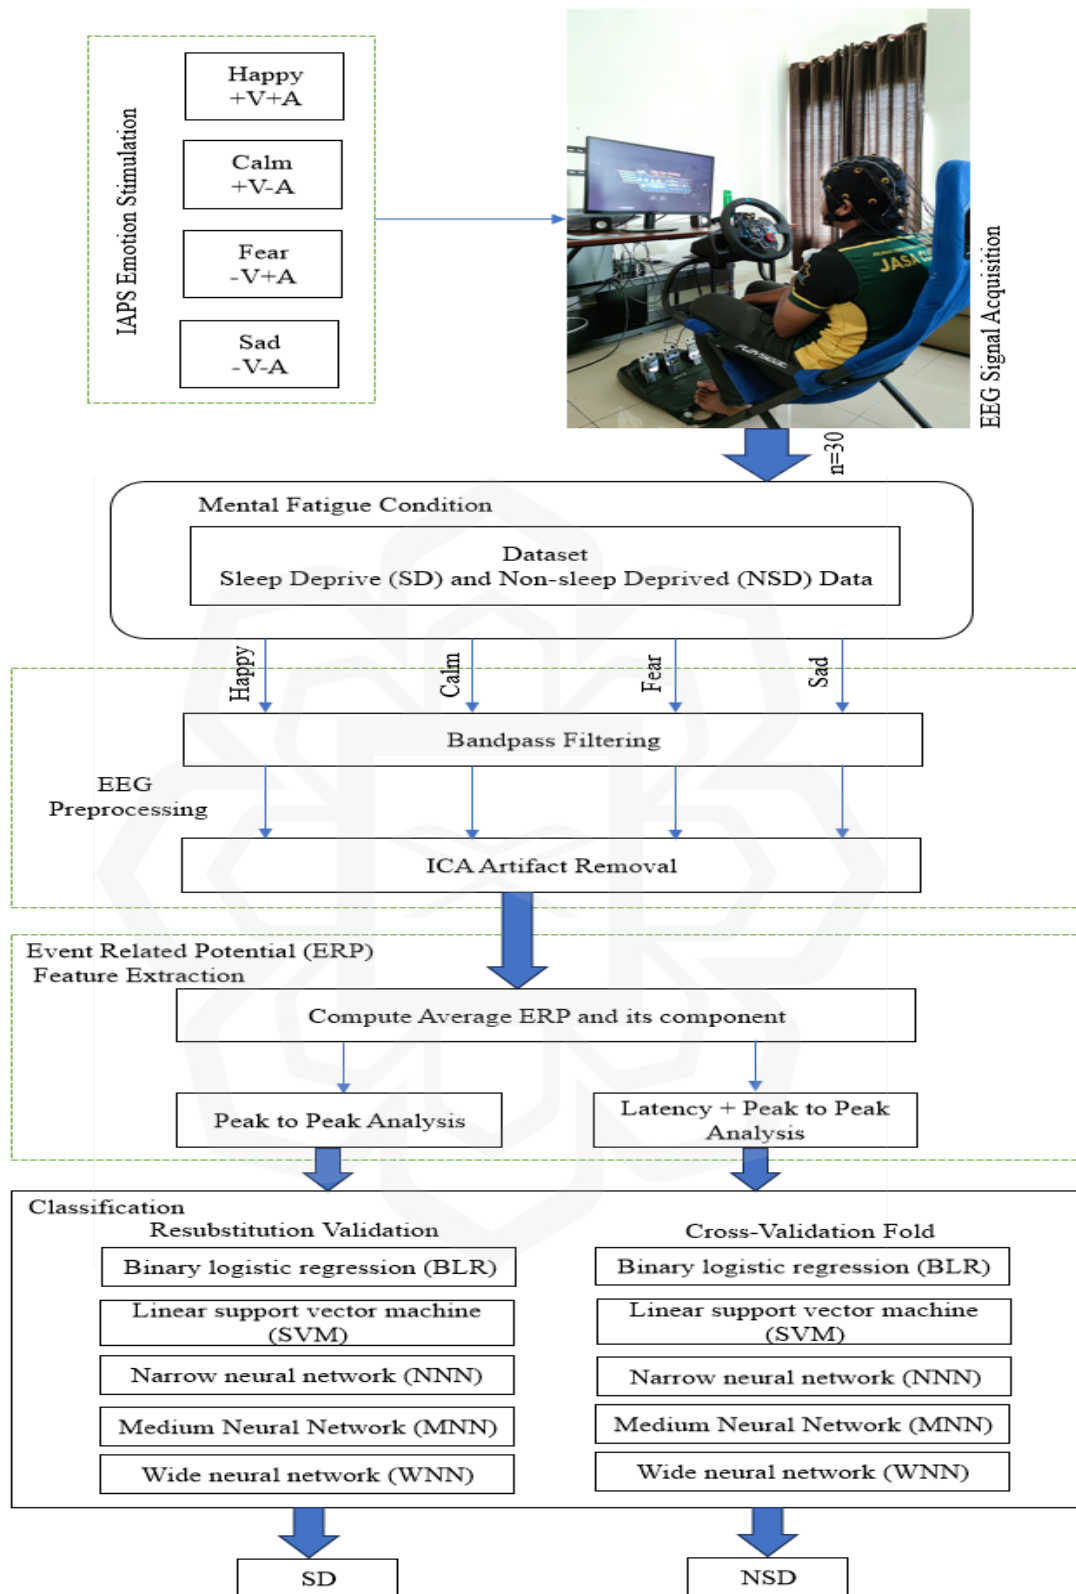 IAPS Emotion Stimulation
Happy
+V+A
Calm
+V-A
Fear
-V+A
Sad
-V-A
JASA
EEG Signal Acquisition
n=30
Mental Fatigue Condition
Dataset
Sleep Deprive (SD) and Non-sleep Deprived (NSD) Data
Happy
Calm
Fear
Sad
Bandpass Filtering
EEG
Preprocessing
ICA Artifact Removal
Event Related Potential (ERP)
Feature Extraction
Compute Average ERP and its component
Peak to Peak Analysis
Latency + Peak to Peak
Analysis
Classification
Resubstitution Validation
Binary logistic regression (BLR)
Linear support vector machine
(SVM)
Narrow neural network (NNN)
Medium Neural Network (MNN)
Wide neural network (WNN)
Cross-Validation Fold
Binary logistic regression (BLR)
Linear support vector machine
(SVM)
Narrow neural network (NNN)
Medium Neural Network (MNN)
Wide neural network (WNN)
SD
NSD